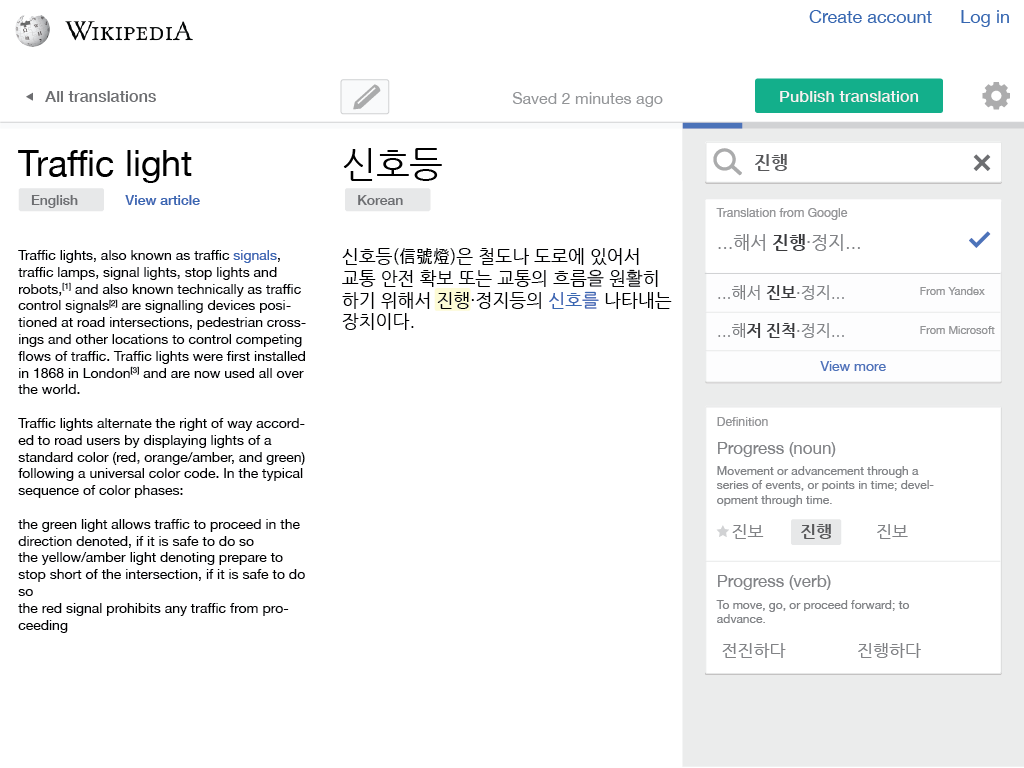 WIKIPEDIA
Create account Log in
All translations
Saved 2 minutes ago
Publish translation
Traffic light
English View article
Traffic lights, also known as traffic signals,
traffic lamps, signal lights, stop lights and
robots,[1] and also known technically as traffic
control signals[2] are signalling devices posi-
tioned at road intersections, pedestrian cross-
ings and other locations to control competing
flows of traffic. Traffic lights were first installed
in 1868 in London[3] and are now used all over
the world.
Traffic lights alternate the right of way accord-
ed to road users by displaying lights of a
standard color (red, orange/amber, and green)
following a universal color code. In the typical
sequence of color phases:
the green light allows traffic to proceed in the
direction denoted, if it is safe to do so
the yellow/amber light denoting prepare to
stop short of the intersection, if it is safe to do
so
the red signal prohibits any traffic from pro-
ceeding
신호등
Korean
신호등(信號燈)은 철도나 도로에 있어서
교통 안전 확보 또는 교통의 흐름을 원활히
하기 위해서 진행·정지등의 신호를 나타내는
장치이다.
진행
Translation from Google
...해서 진행·정지...
...해서 진보·정지... From Yandex
...해저 진척·정지... From Microsoft
View more
Definition
Progress (noun)
Movement or advancement through a
series of events, or points in time; devel-
opment through time.
진보 진행 진보
Progress (verb)
To move, go, or proceed forward; to
advance.
전진하다 진행하다